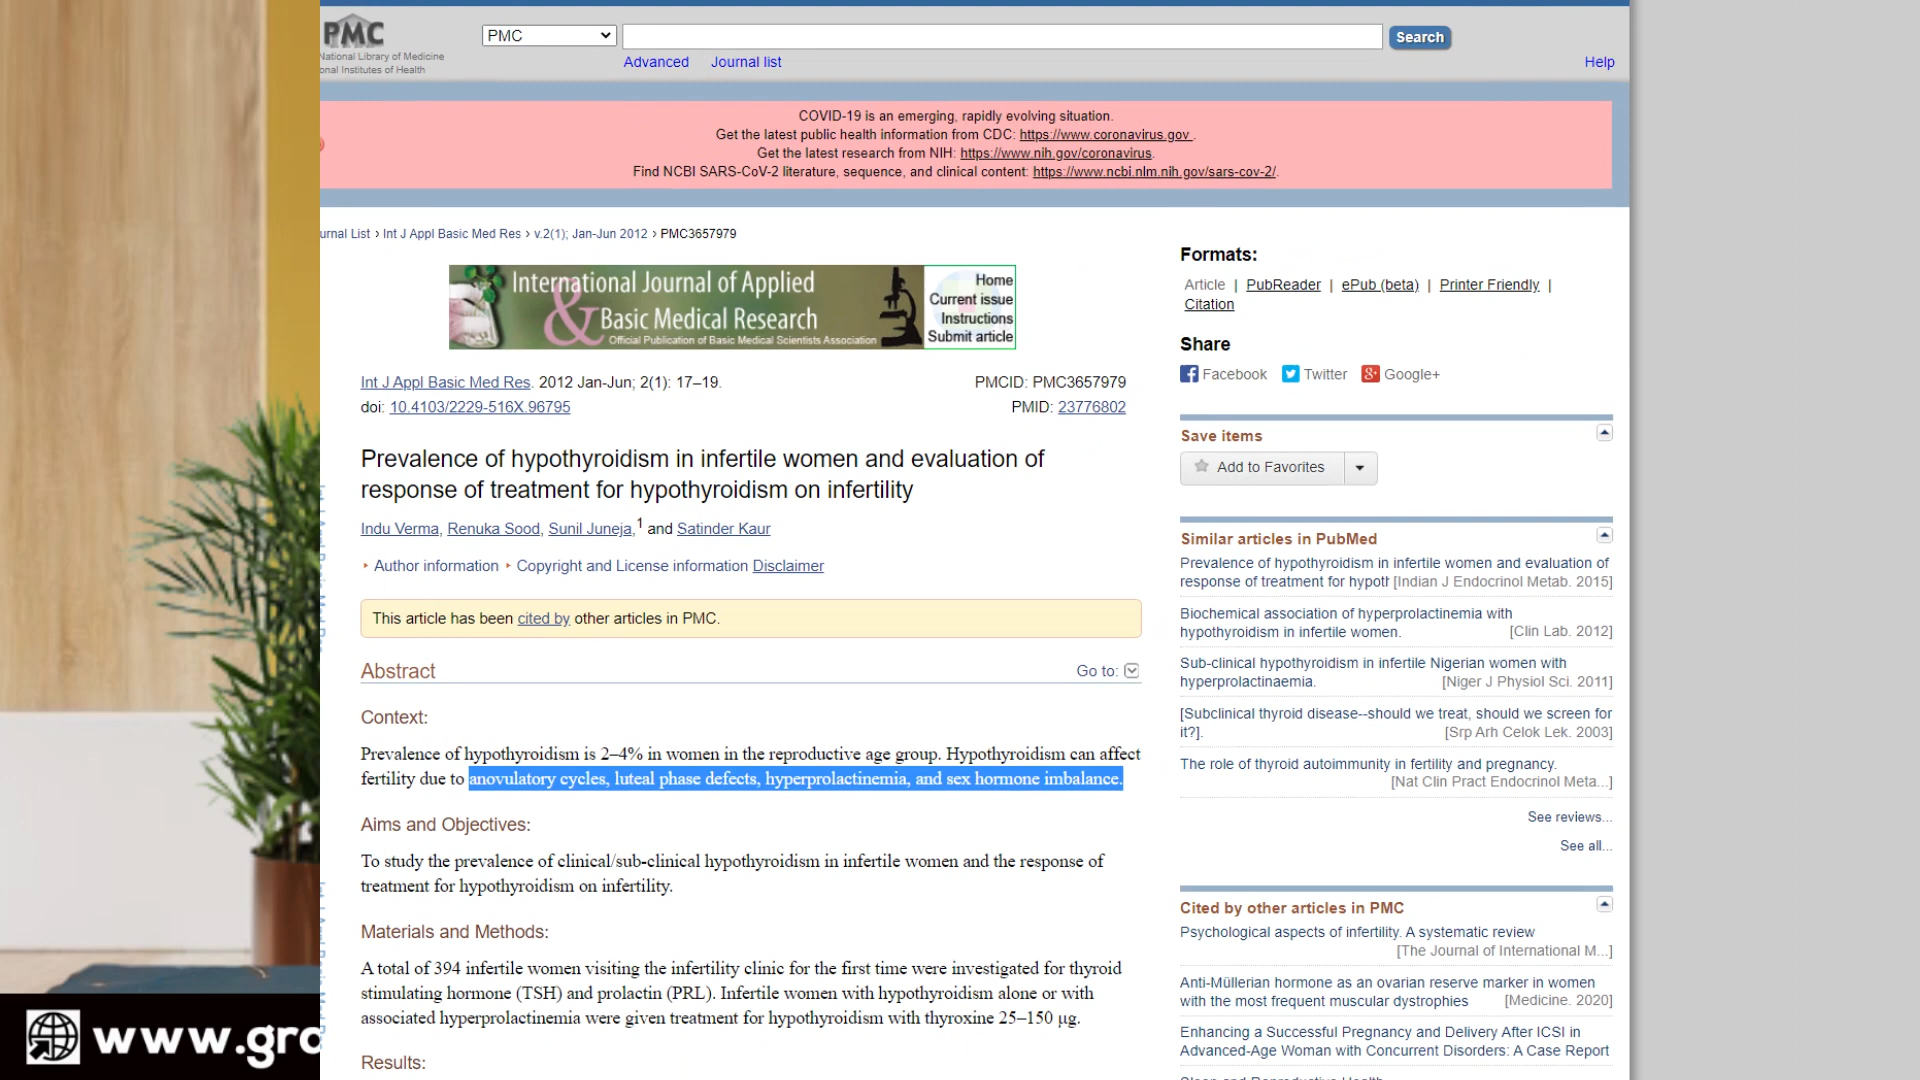 PMC
National Library of Medicine
onal Institutes of Health
PMC
Search
Advanced Journal list
Help
COVID-19 is an emerging, rapidly evolving situation.
Get the latest public health information from CDC: https://www.coronavirus.gov .
Get the latest research from NIH: https://www.nih.gov/coronavirus.
Find NCBI SARS-CoV-2 literature, sequence, and clinical content: https://www.ncbi.nlm.nih.gov/sars-cov-2/.
urnal List › Int J Appl Basic Med Res › v.2(1); Jan-Jun 2012 › PMC3657979
International Journal of Applied
& Basic Medical Research
Official Publication of Basic Medical Scientists Association
Home
Current issue
Instructions
Submit article
Int J Appl Basic Med Res. 2012 Jan-Jun; 2(1): 17–19.
PMCID: PMC3657979
doi: 10.4103/2229-516X.96795
PMID: 23776802
Prevalence of hypothyroidism in infertile women and evaluation of
response of treatment for hypothyroidism on infertility
Indu Verma, Renuka Sood, Sunil Juneja,1 and Satinder Kaur
Author information Copyright and License information Disclaimer
This article has been cited by other articles in PMC.
Abstract
Go to:
Context:
Prevalence of hypothyroidism is 2–4% in women in the reproductive age group. Hypothyroidism can affect
fertility due to anovulatory cycles, luteal phase defects, hyperprolactinemia, and sex hormone imbalance.
Aims and Objectives:
To study the prevalence of clinical/sub-clinical hypothyroidism in infertile women and the response of
treatment for hypothyroidism on infertility.
Materials and Methods:
A total of 394 infertile women visiting the infertility clinic for the first time were investigated for thyroid
stimulating hormone (TSH) and prolactin (PRL). Infertile women with hypothyroidism alone or with
associated hyperprolactinemia were given treatment for hypothyroidism with thyroxine 25–150 µg.
Results:
Formats:
Article | PubReader | ePub (beta) | Printer Friendly |
Citation
Share
Facebook Twitter Google+
Save items
Add to Favorites
Similar articles in PubMed
Prevalence of hypothyroidism in infertile women and evaluation of
response of treatment for hypoth [Indian J Endocrinol Metab. 2015]
Biochemical association of hyperprolactinemia with
hypothyroidism in infertile women. [Clin Lab. 2012]
Sub-clinical hypothyroidism in infertile Nigerian women with
hyperprolactinaemia. [Niger J Physiol Sci. 2011]
[Subclinical thyroid disease--should we treat, should we screen for
it?]. [Srp Arh Celok Lek. 2003]
The role of thyroid autoimmunity in fertility and pregnancy.
[Nat Clin Pract Endocrinol Meta...]
See reviews...
See all...
Cited by other articles in PMC
Psychological aspects of infertility. A systematic review
[The Journal of International M...]
Anti-Müllerian hormone as an ovarian reserve marker in women
with the most frequent muscular dystrophies [Medicine. 2020]
Enhancing a Successful Pregnancy and Delivery After ICSI in
Advanced-Age Woman with Concurrent Disorders: A Case Report
www.gro